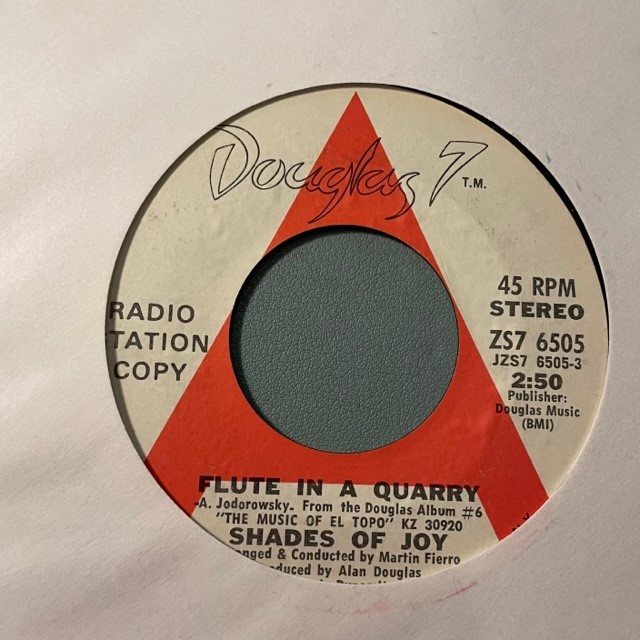 Douglas 7 T.M.
RADIO
TATION
COPY
45 RPM
STEREO
ZS7 6505
JZS7 6505-3
2:50
Publisher:
Douglas Music
(BMI)
FLUTE IN A QUARRY
-A. Jodorowsky- From the Douglas Album #6
"THE MUSIC OF EL TOPO" KZ 30920
SHADES OF JOY
nged & Conducted by Martin Fierro
duced by Alan Douglas